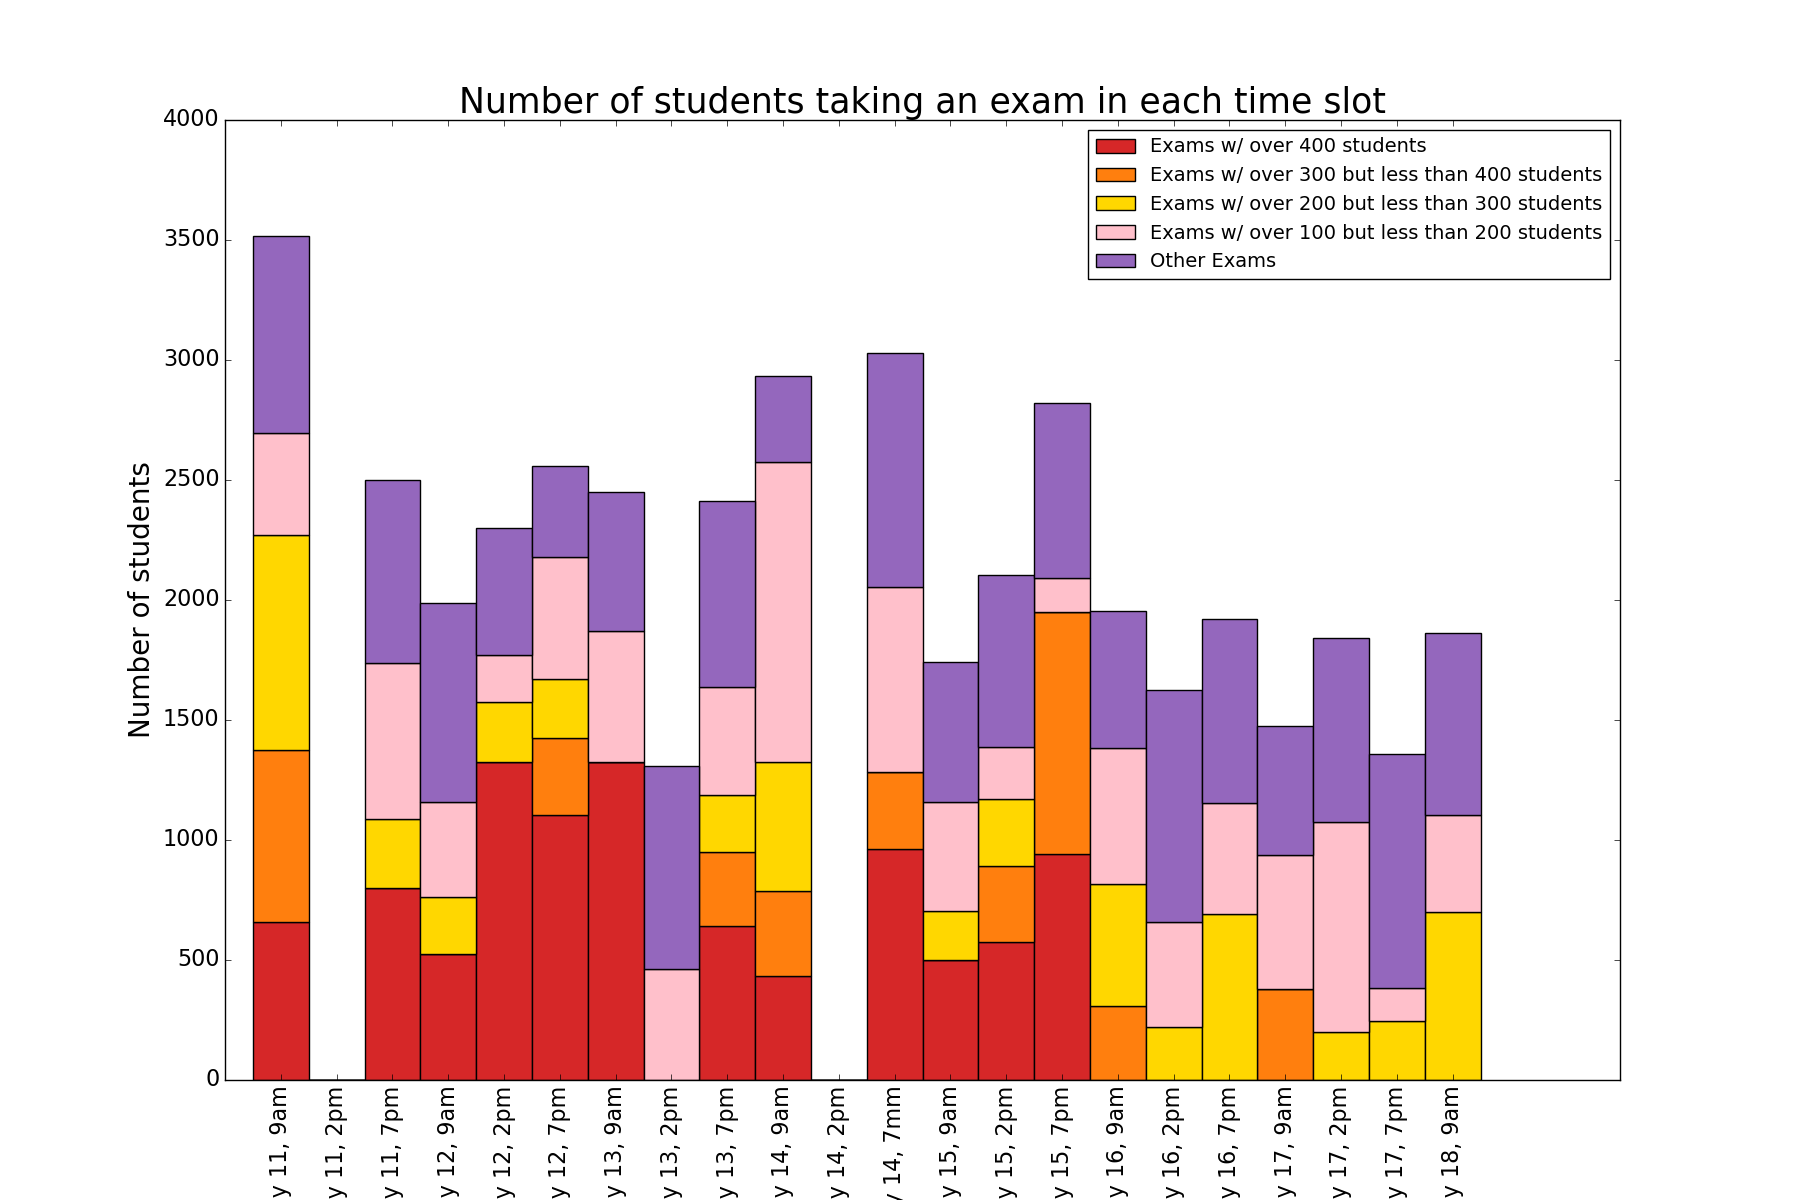 Number of students taking an exam in each time slot
Exams w/ over 400 students
Exams w/ over 300 but less than 400 students
Exams w/ over 200 but less than 300 students
Exams w/ over 100 but less than 200 students
Other Exams
Number of students
4000
3500
3000
2500
2000
1500
1000
500
0
y 11, 9am
y 11, 2pm
y 11, 7pm
y 12, 9am
y 12, 2pm
y 12, 7pm
y 13, 9am
y 13, 2pm
y 13, 7pm
y 14, 9am
y 14, 2pm
y 14, 7mm
y 15, 9am
y 15, 2pm
y 15, 7pm
y 16, 9am
y 16, 2pm
y 16, 7pm
y 17, 9am
y 17, 2pm
y 17, 7pm
y 18, 9am